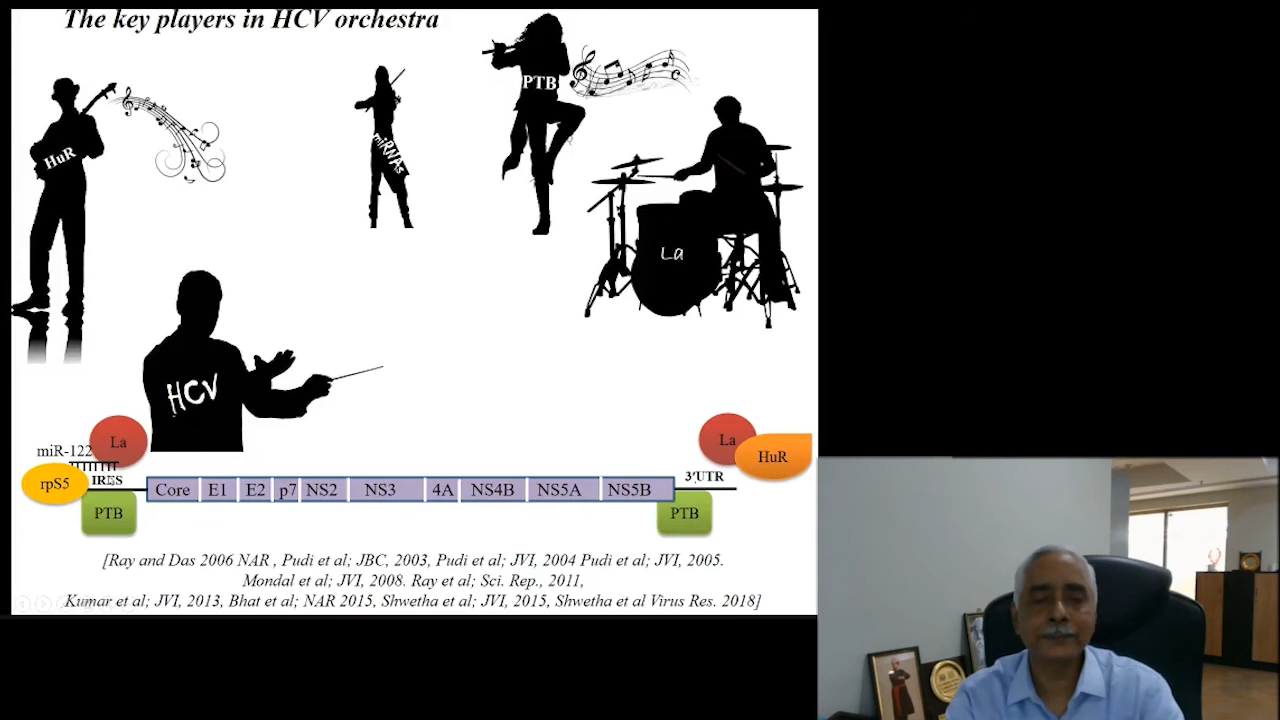 The key players in HCV orchestra
HuR
miRNAs
PTB
La
HCV
miR-122
La
rpS5
IRES
PTB
Core E1 E2 p7 NS2 NS3 4A NS4B NS5A NS5B
La
HuR
3'UTR
PTB
[Ray and Das 2006 NAR , Pudi et al; JBC, 2003, Pudi et al; JVI, 2004 Pudi et al; JVI, 2005.
Mondal et al; JVI, 2008. Ray et al; Sci. Rep., 2011,
Kumar et al; JVI, 2013, Bhat et al; NAR 2015, Shwetha et al; JVI, 2015, Shwetha et al Virus Res. 2018]